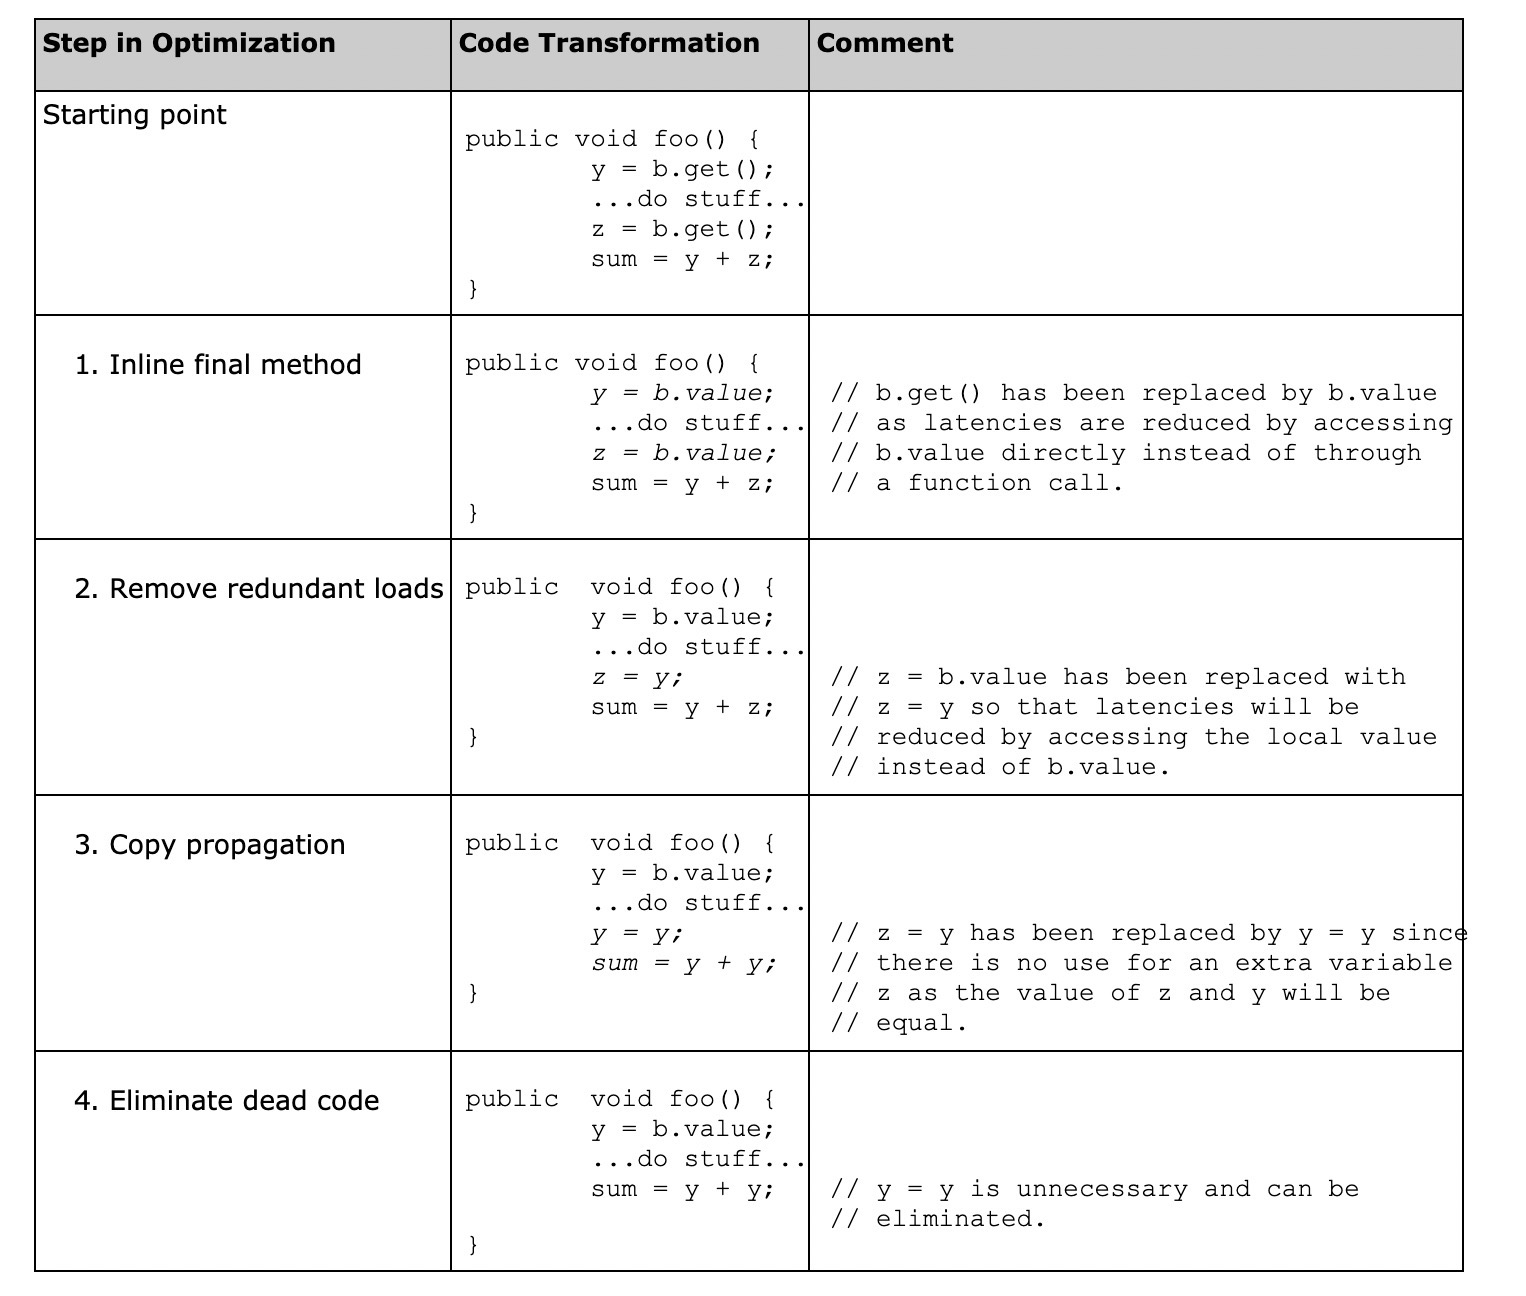 Step in Optimization Code Transformation Comment
Starting point
public void foo() {
y = b.get();
...do stuff...
z = b.get();
sum = y + z;
}
1. Inline final method
public void foo() {
y = b.value;
...do stuff...
z = b.value;
sum = y + z;
}
// b.get() has been replaced by b.value
// as latencies are reduced by accessing
// b.value directly instead of through
// a function call.
2. Remove redundant loads
public  void foo() {
y = b.value;
...do stuff...
z = y;
sum = y + z;
}
// z = b.value has been replaced with
// z = y so that latencies will be
// reduced by accessing the local value
// instead of b.value.
3. Copy propagation
public  void foo() {
y = b.value;
...do stuff...
y = y;
sum = y + y;
}
// z = y has been replaced by y = y since
// there is no use for an extra variable
// z as the value of z and y will be
// equal.
4. Eliminate dead code
public  void foo() {
y = b.value;
...do stuff...
sum = y + y;
}
// y = y is unnecessary and can be
// eliminated.